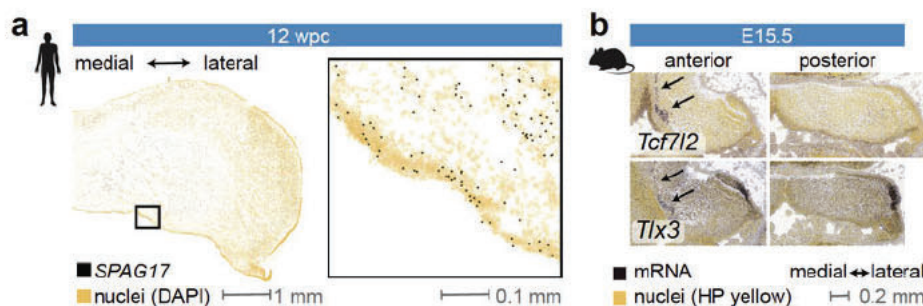 a
12 wpc
medial ↔ lateral
SPAG17
nuclei (DAPI)
1 mm
0.1 mm
b
E15.5
anterior posterior
Tcf7l2
Tlx3
mRNA
nuclei (HP yellow)
medial↔lateral
0.2 mm